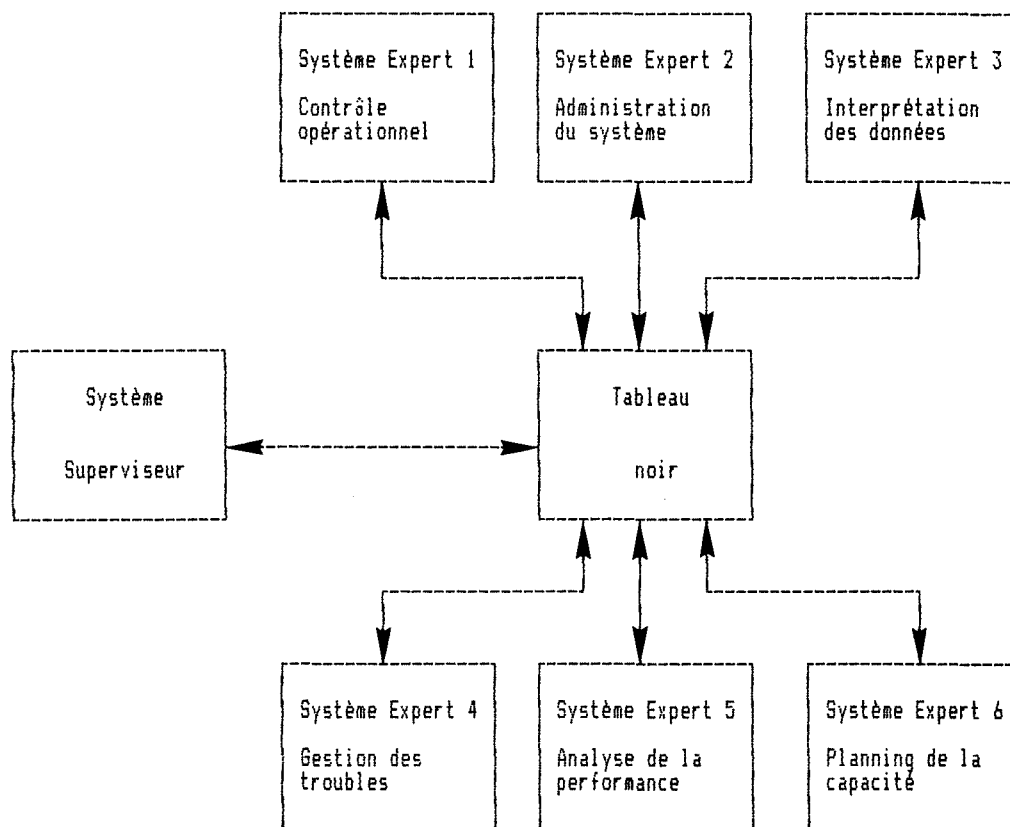 Système Expert 1
Contrôle
opérationnel
Système Expert 2
Administration
du système
Système Expert 3
Interprétation
des données
Système
Superviseur
Tableau
noir
Système Expert 4
Gestion des
troubles
Système Expert 5
Analyse de la
performance
Système Expert 6
Planning de la
capacité